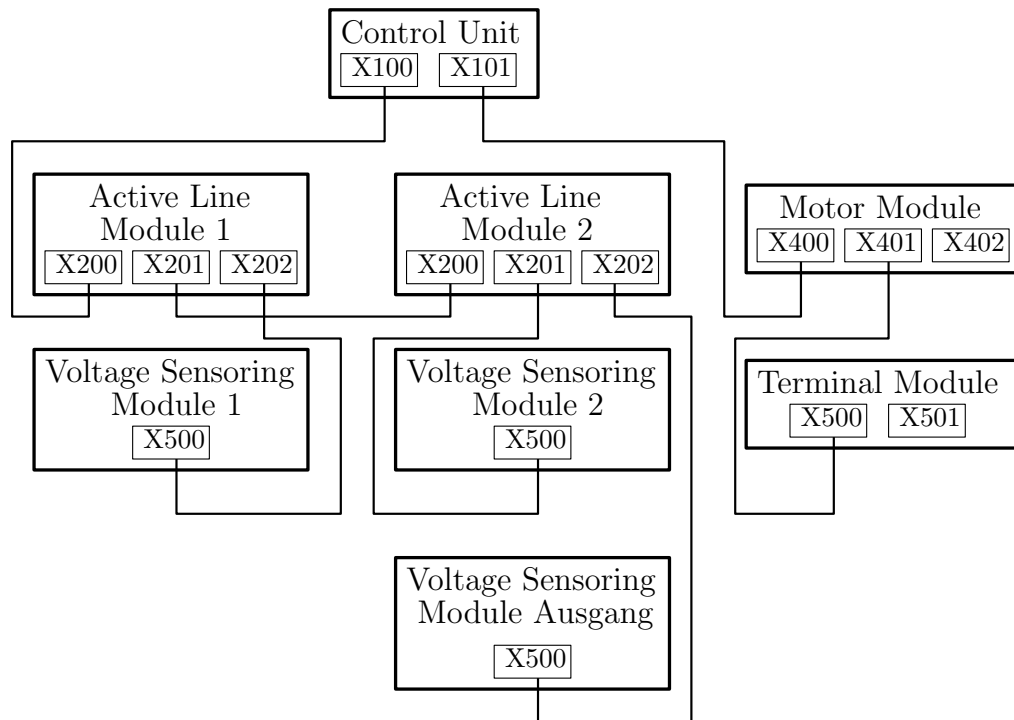 Control Unit
X100 X101
Active Line
Module 1
X200 X201 X202
Active Line
Module 2
X200 X201 X202
Motor Module
X400 X401 X402
Voltage Sensoring
Module 1
X500
Voltage Sensoring
Module 2
X500
Terminal Module
X500 X501
Voltage Sensoring
Module Ausgang
X500